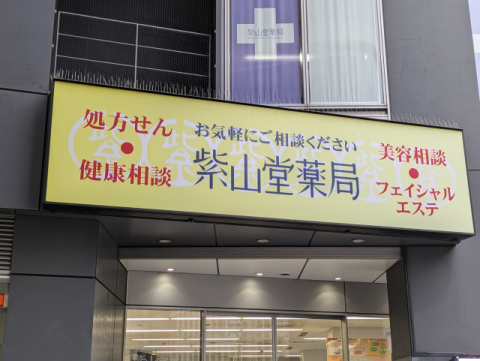 紫山堂薬局
処方せん
●
健康相談
お気軽にご相談ください
紫山堂薬局
美容相談
●
フェイシャル
エステ